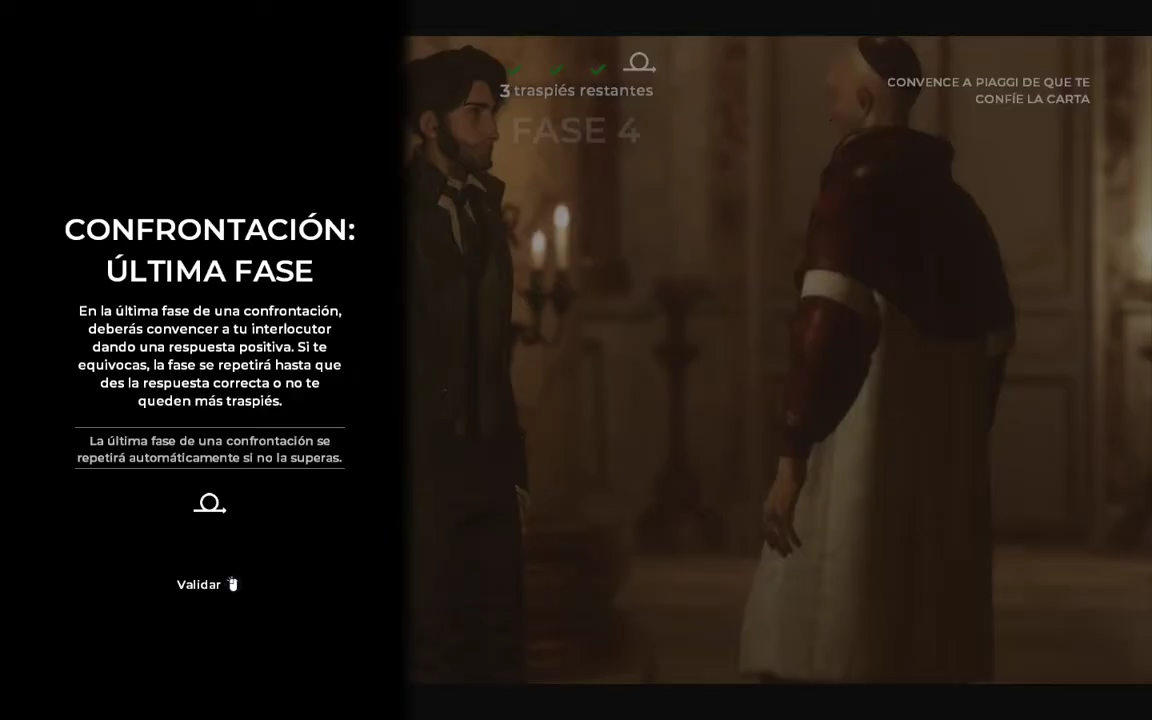 3 traspiés restantes
FASE 4
CONVENCE A PIAGGI DE QUE TE
CONFÍE LA CARTA
CONFRONTACIÓN:
ÚLTIMA FASE
En la última fase de una confrontación,
deberás convencer a tu interlocutor
dando una respuesta positiva. Si te
equivocas, la fase se repetirá hasta que
des la respuesta correcta o no te
queden más traspiés.
La última fase de una confrontación se
repetirá automáticamente si no la superas.
Validar